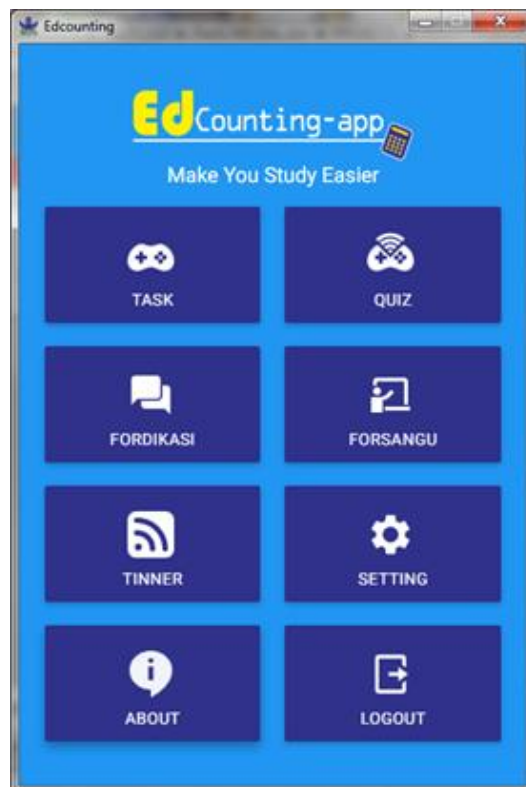 Edcounting
EdCounting-app
Make You Study Easier
TASK
QUIZ
FORDIKASI
FORSANGU
TINNER
SETTING
ABOUT
LOGOUT